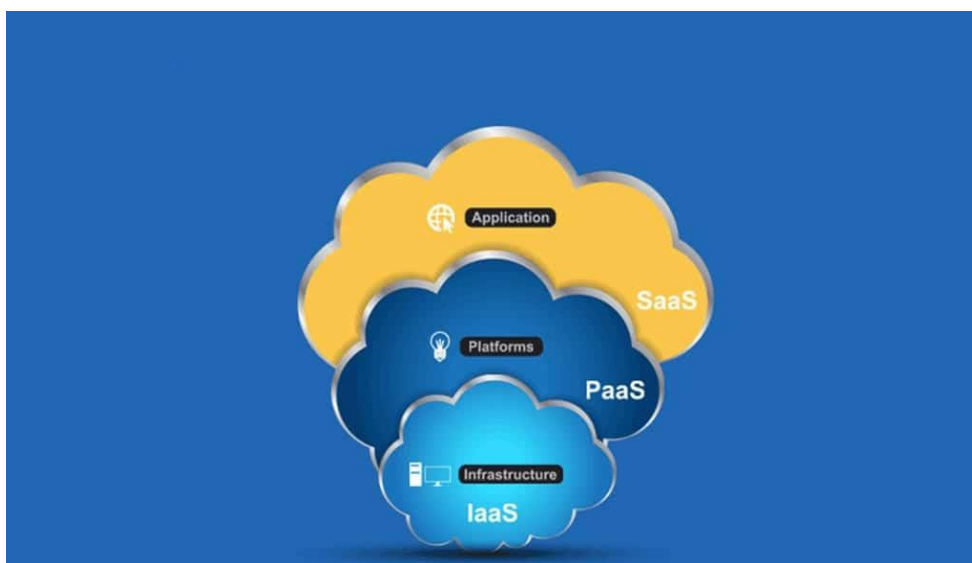 Application
SaaS
Platforms
PaaS
Infrastructure
IaaS